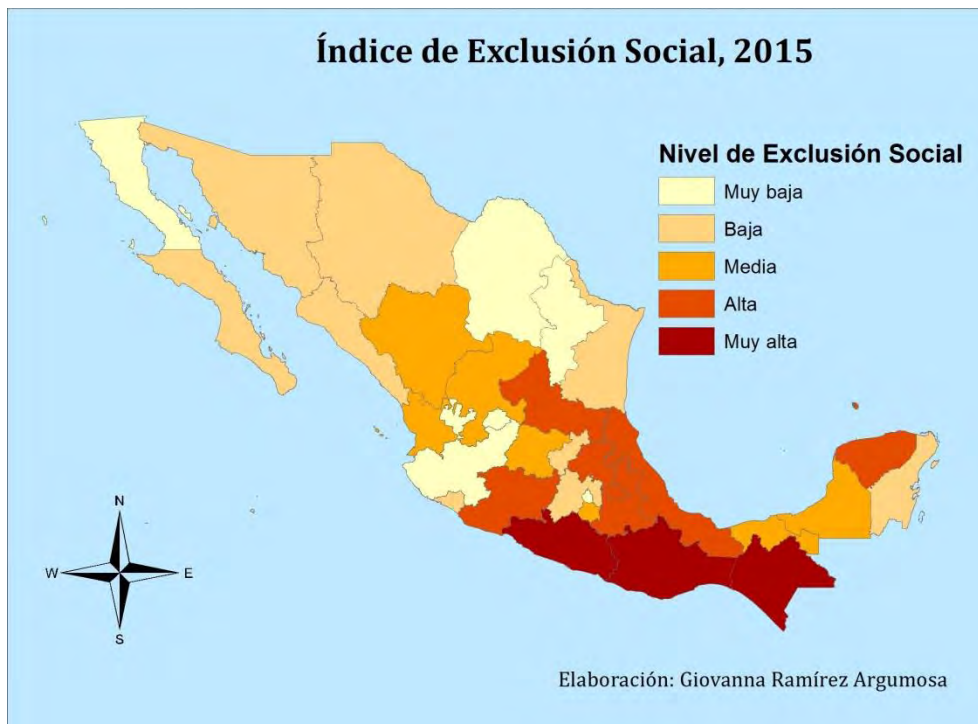 Índice de Exclusión Social, 2015
Nivel de Exclusión Social
Muy baja
Baja
Media
Alta
Muy alta
N
W
E
S
Elaboración: Giovanna Ramírez Argumosa